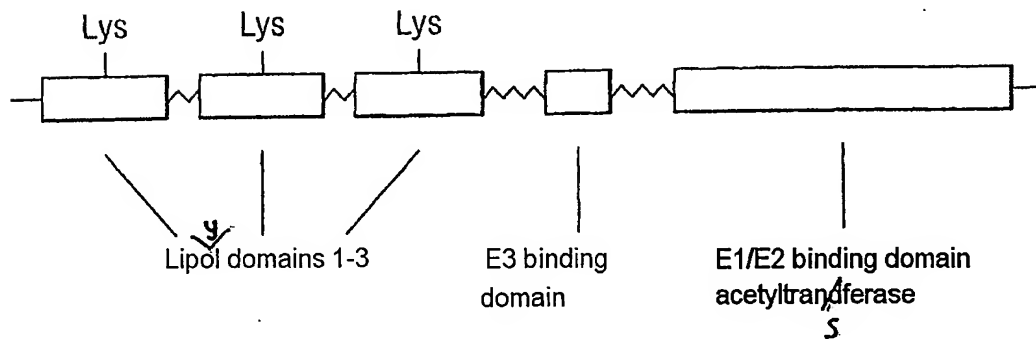 Lys Lys Lys
y
Lipol domains 1-3
E3 binding
domain
E1/E2 binding domain
acetyltrandferase
s